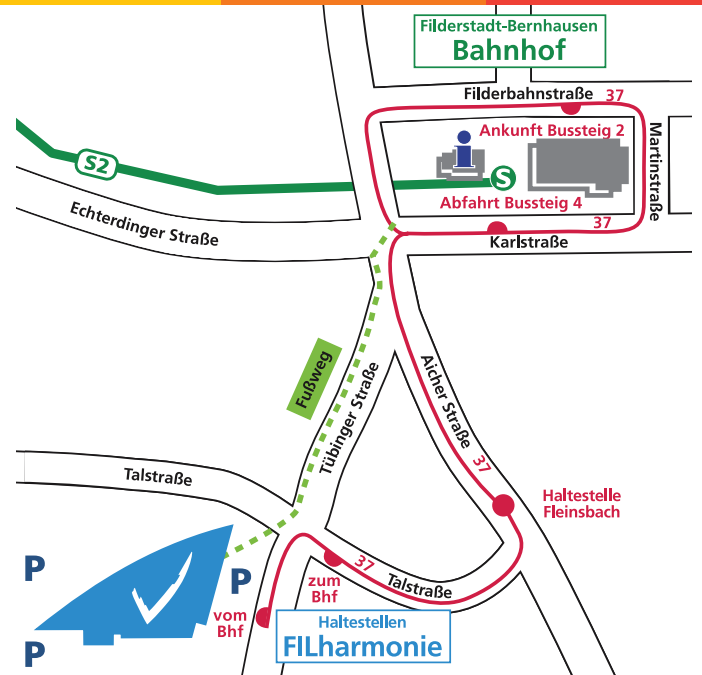 Filderstadt-Bernhausen
Bahnhof
Filderbahnstraße
37
Ankunft Bussteig 2
Martinstraße
S2
S
Abfahrt Bussteig 4
37
Echterdinger Straße
Karlstraße
Fußweg
Tübinger Straße
Aicher Straße
37
Talstraße
Haltestelle
Fleinsbach
P
P
37
zum
Bhf
Talstraße
vom
Bhf
Haltestellen
FILharmonie
P